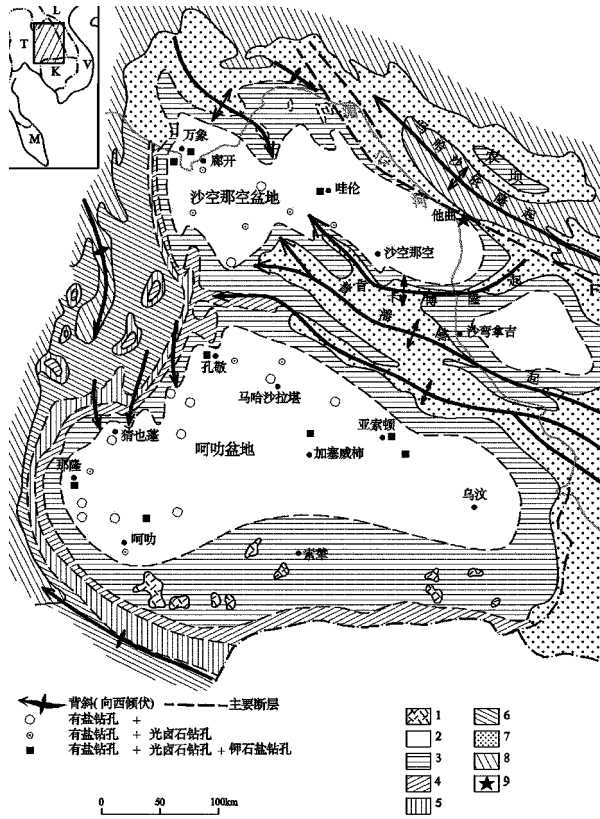 L
T
V
K
M
万象
廊开
沙空那空盆地
哇伦
他曲
沙空那空
沙弯拿吉
F
孔敬
马哈沙拉堪
猜也蓬
呵叻盆地
亚索顿
加塞威柿
那隆
乌汶
呵叻
索辇
背斜(向西倾伏)
主要断层
有盐钻孔 +
有盐钻孔 + 光卤石钻孔
有盐钻孔 + 光卤石钻孔 + 钾石盐钻孔
0 50 100km
1 6
2 7
3 8
4 9
5